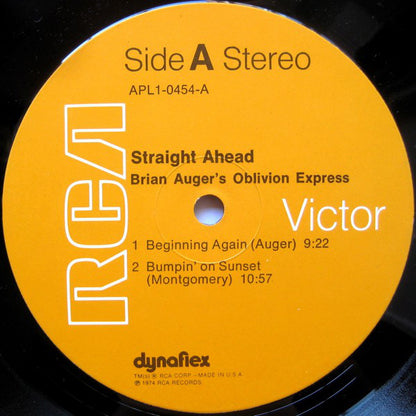 Side A Stereo
APL1-0454-A
RCA
Straight Ahead
Brian Auger's Oblivion Express
Victor
1 Beginning Again (Auger) 9:22
2 Bumpin' on Sunset
(Montgomery) 10:57
dynaflex
TM(s) ® RCA CORP.-MADE IN U.S.A.
℗ 1974 RCA RECORDS